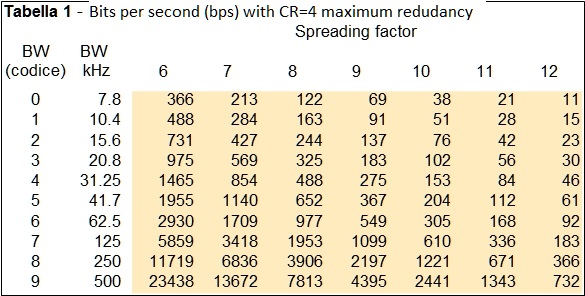 Tabella 1 - Bits per second (bps) with CR=4 maximum redudancy
Spreading factor
BW BW
(codice) kHz 6 7 8 9 10 11 12
0 7.8 366 213 122 69 38 21 11
1 10.4 488 284 163 91 51 28 15
2 15.6 731 427 244 137 76 42 23
3 20.8 975 569 325 183 102 56 30
4 31.25 1465 854 488 275 153 84 46
5 41.7 1955 1140 652 367 204 112 61
6 62.5 2930 1709 977 549 305 168 92
7 125 5859 3418 1953 1099 610 336 183
8 250 11719 6836 3906 2197 1221 671 366
9 500 23438 13672 7813 4395 2441 1343 732